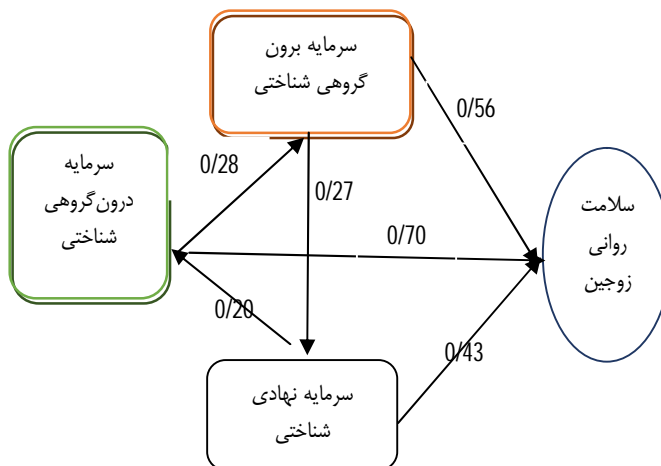 سرمایه برون
گروهی شناختی
0/56
سرمایه
درون‌گروهی
شناختی
0/28
0/27
سلامت
روانی
زوجین
0/70
0/20
0/43
سرمایه نهادی
شناختی